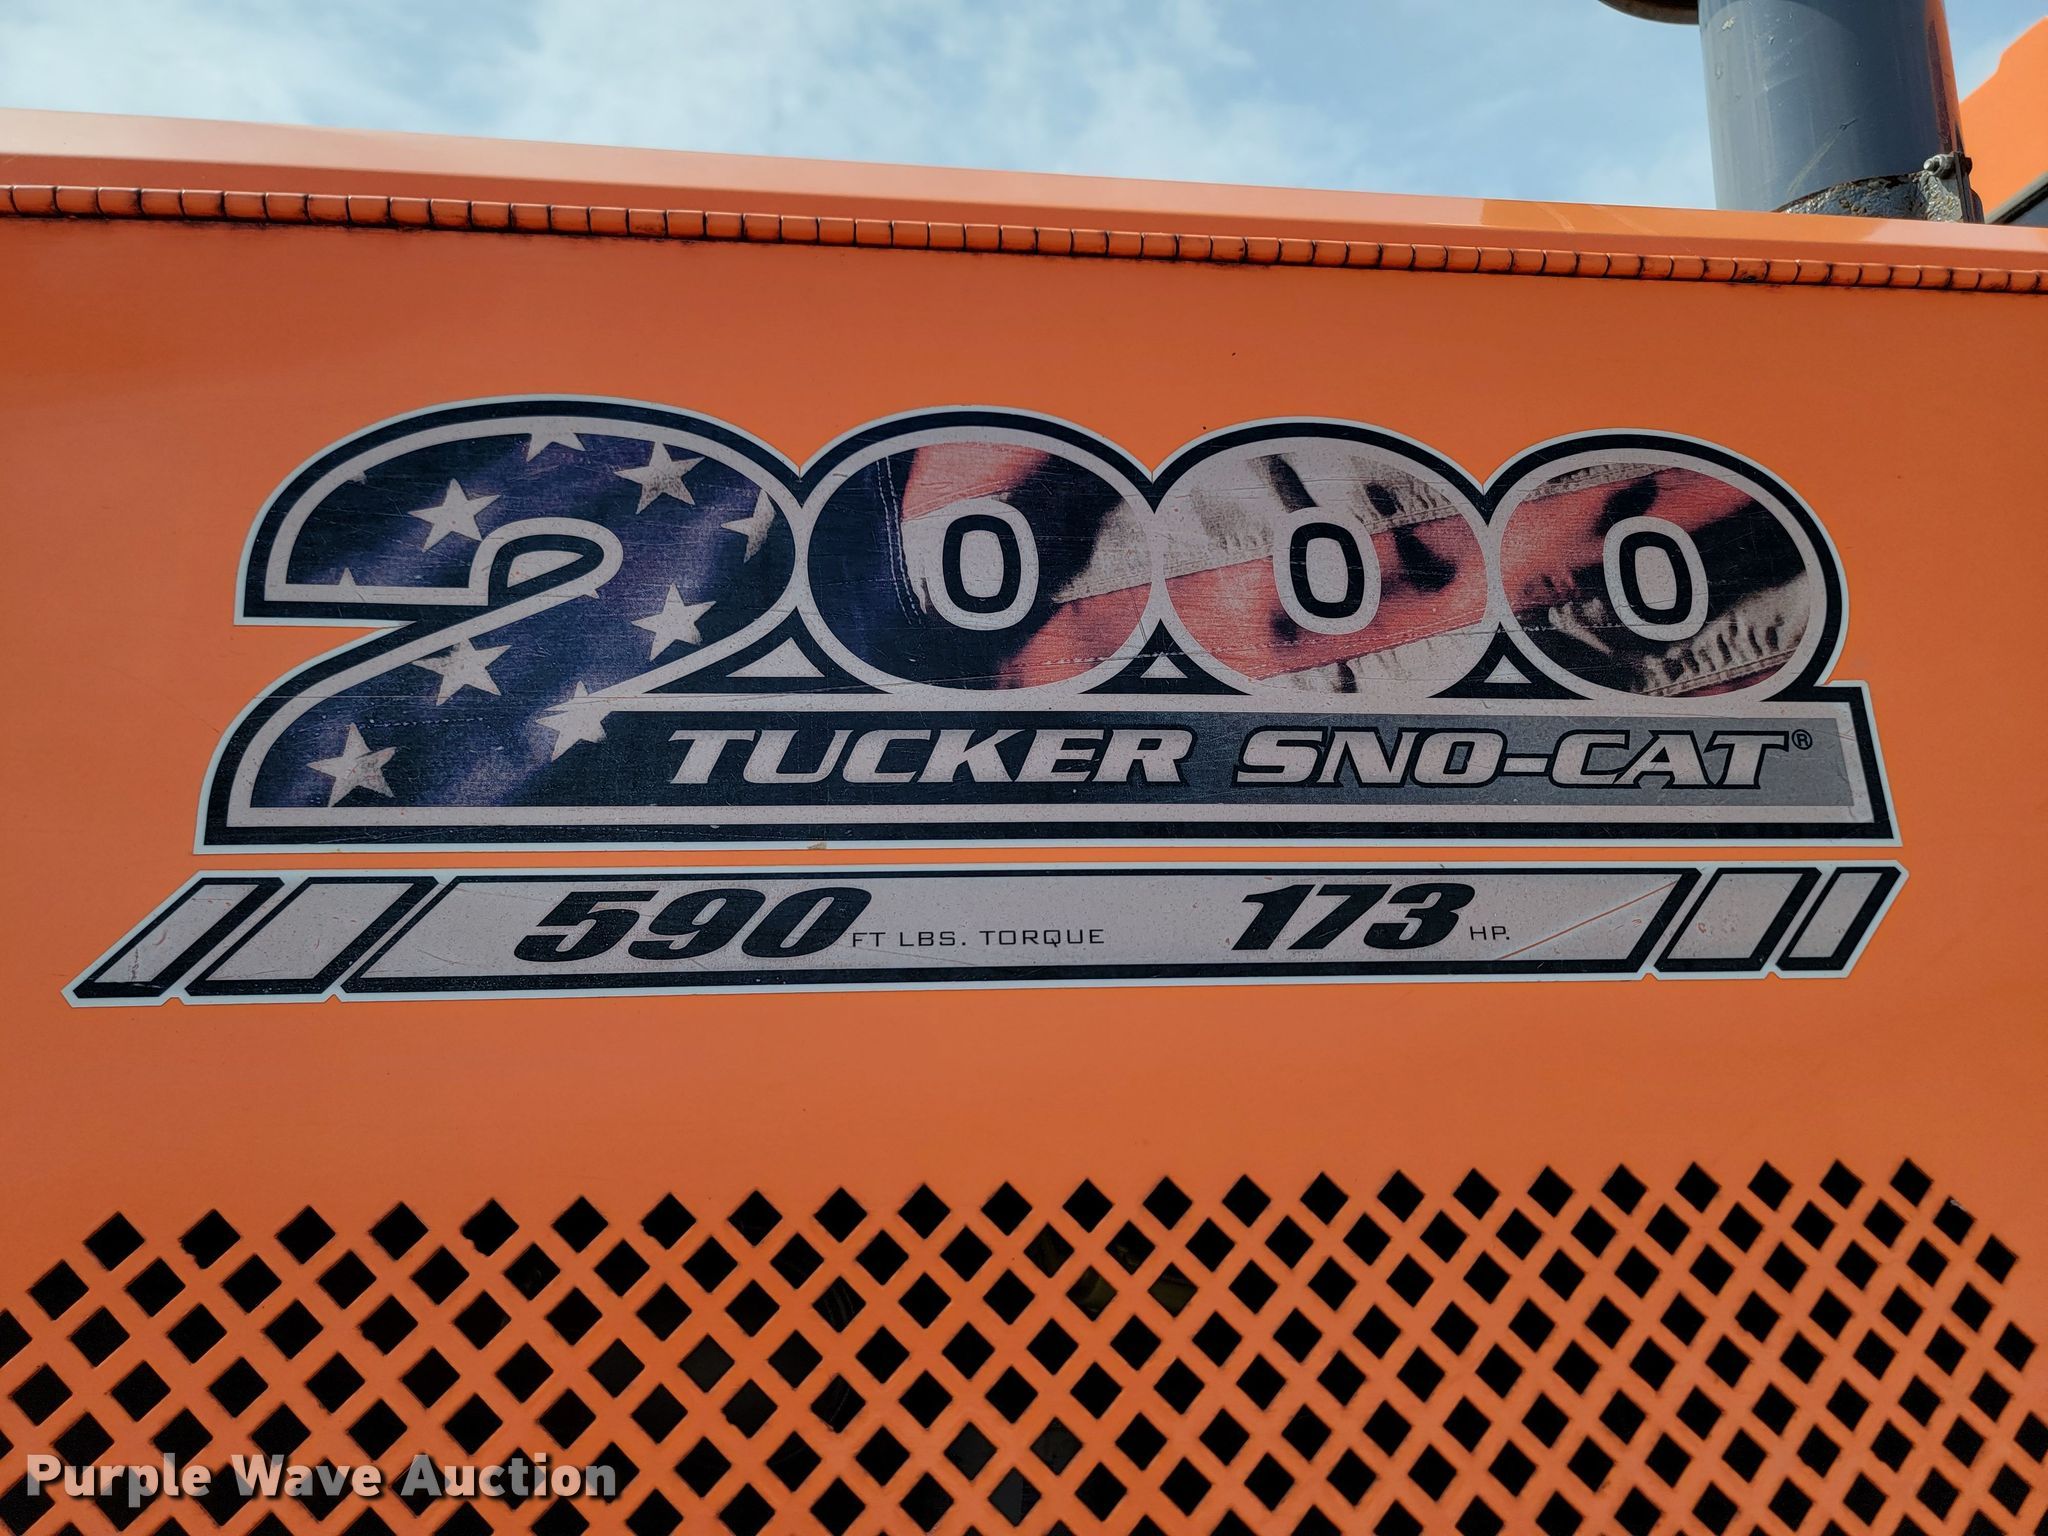 2000
TUCKER SNO-CAT®
590 FT LBS. TORQUE 173 HP.
Purple Wave Auction